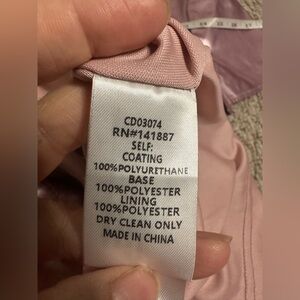 CD03074
RN#141887
SELF:
COATING
100%POLYURETHANE
BASE
100%POLYESTER
LINING
100%POLYESTER
DRY CLEAN ONLY
MADE IN CHINA